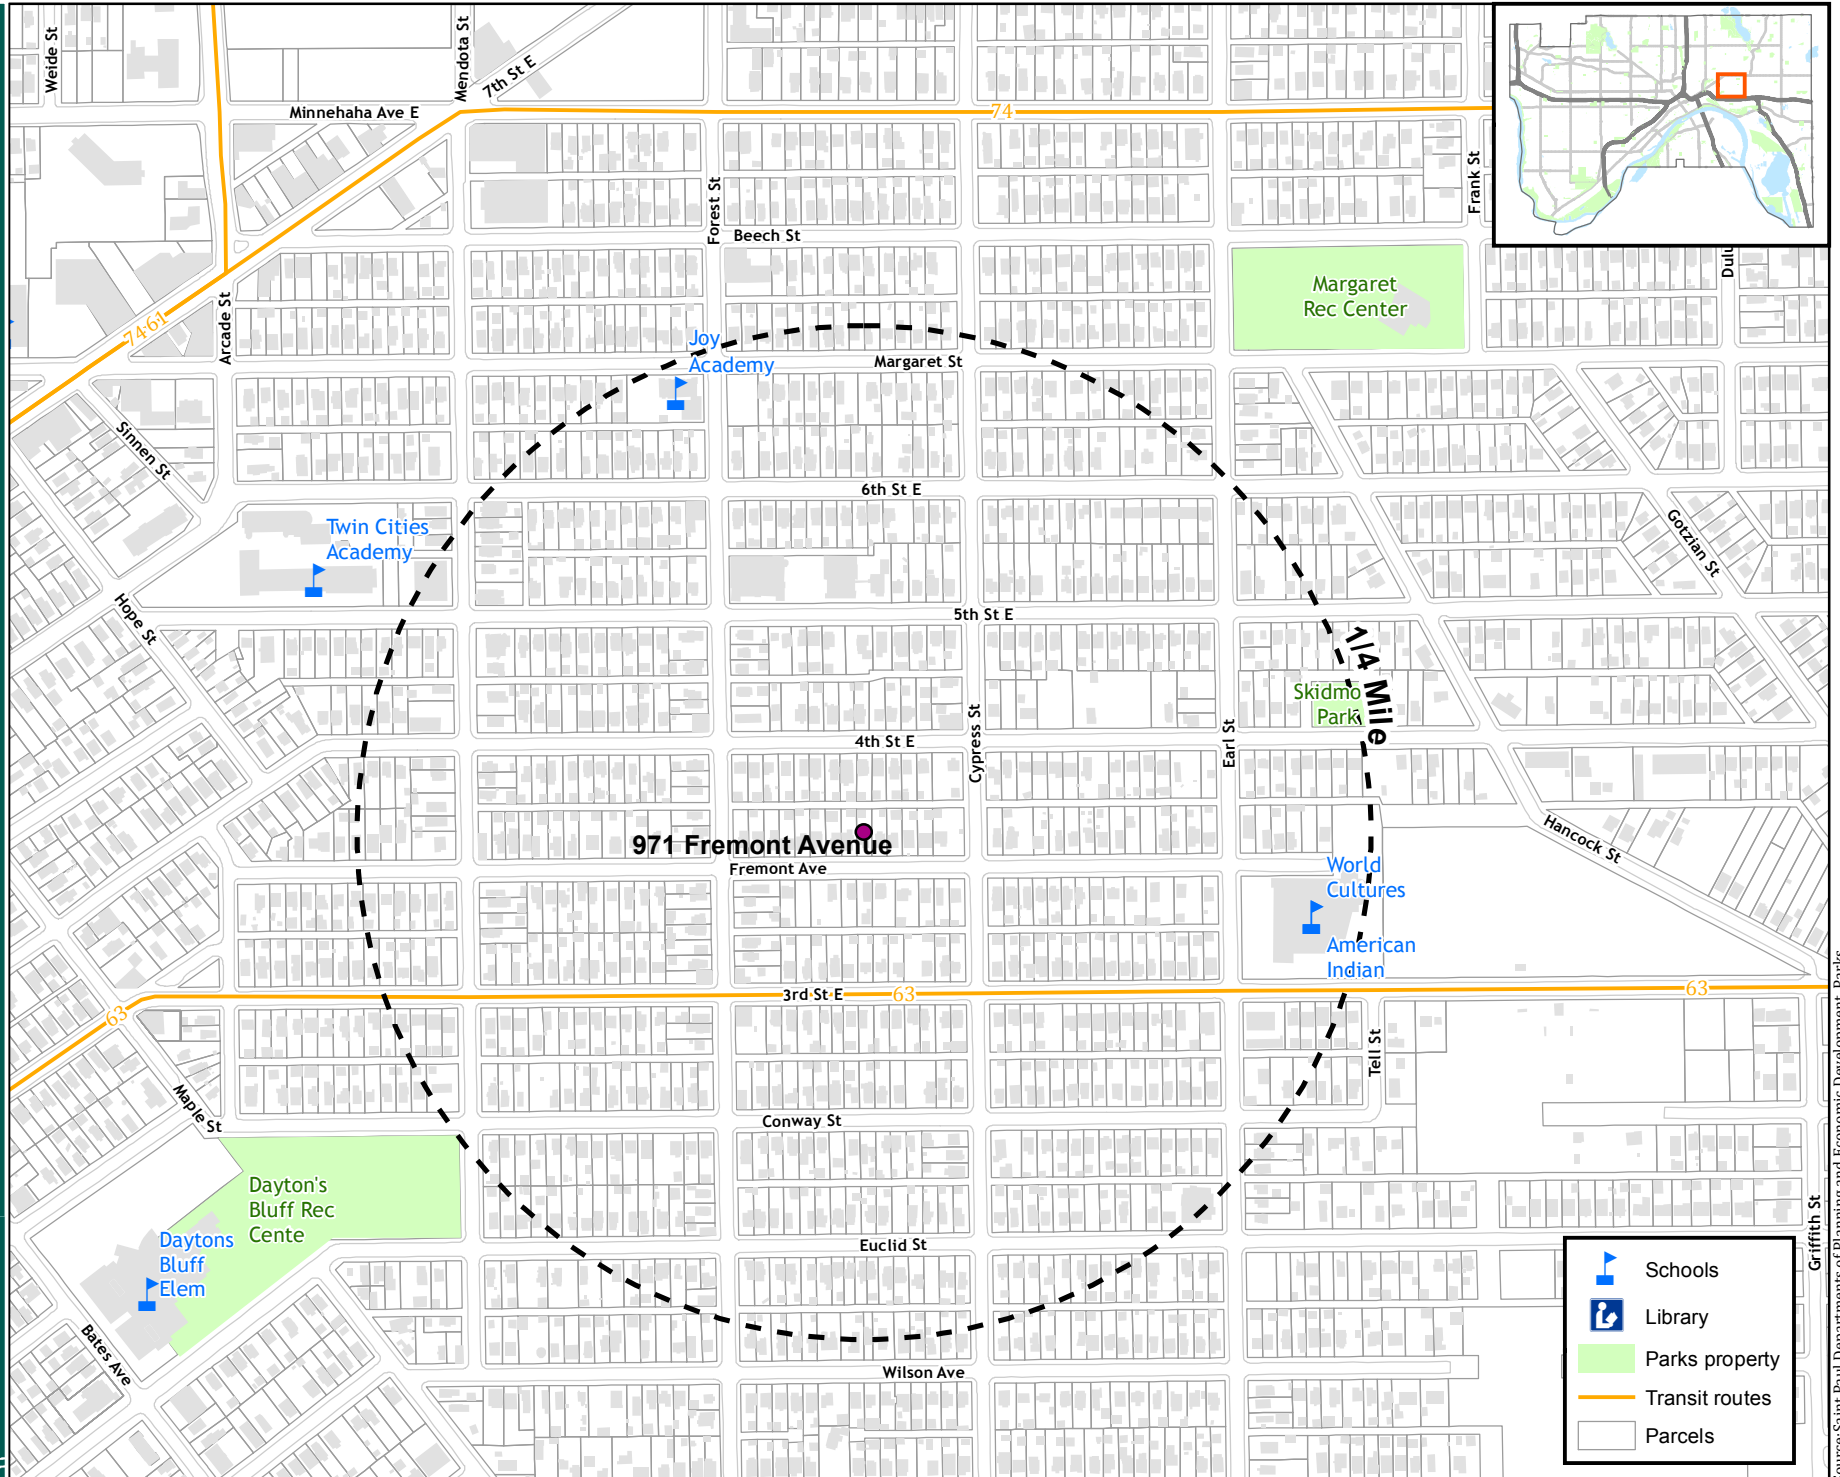 Weide St
Mendota St
7th St E
Minnehaha Ave E
74
Forest St
Frank St
Beech St
Margaret
Rec Center
74
61
Arcade St
Joy
Academy
Margaret St
Sinnen St
6th St E
Twin Cities
Academy
Gotzian St
Hope St
5th St E
1/4 Mile
Skidmo
Park
Cypress St
Earl St
4th St E
971 Fremont Avenue
Fremont Ave
Hancock St
World
Cultures
American
Indian
63
3rd St E
63
63
Tell St
Maple St
Conway St
Dayton's
Bluff Rec
Cente
Daytons
Bluff
Elem
Euclid St
Griffith St
Bates Ave
Wilson Ave
Schools
Library
Parks property
Transit routes
Parcels